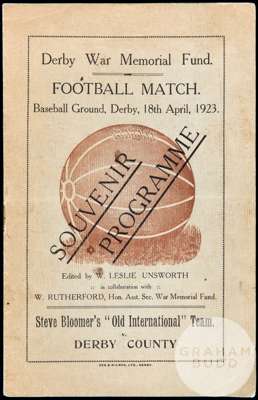 Derby War Memorial Fund.
FOOTBALL MATCH.
Baseball Ground, Derby, 18th April, 1923.
SOUVENIR
PROGRAMME
Edited by W. LESLIE UNSWORTH
:: in collaboration with ::
W. RUTHERFORD, Hon. Asst. Sec. War Memorial Fund.
Steve Bloomer's "Old International" Team.
v.
DERBY COUNTY
GRAHAM
BUDD